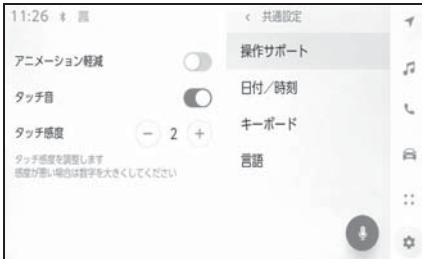 11:26
アニメーション軽減
タッチ音
タッチ感度
− 2 +
タッチ感度を調整します
感度が悪い場合は数字を大きくしてください
< 共通設定
操作サポート
日付／時刻
キーボード
言語